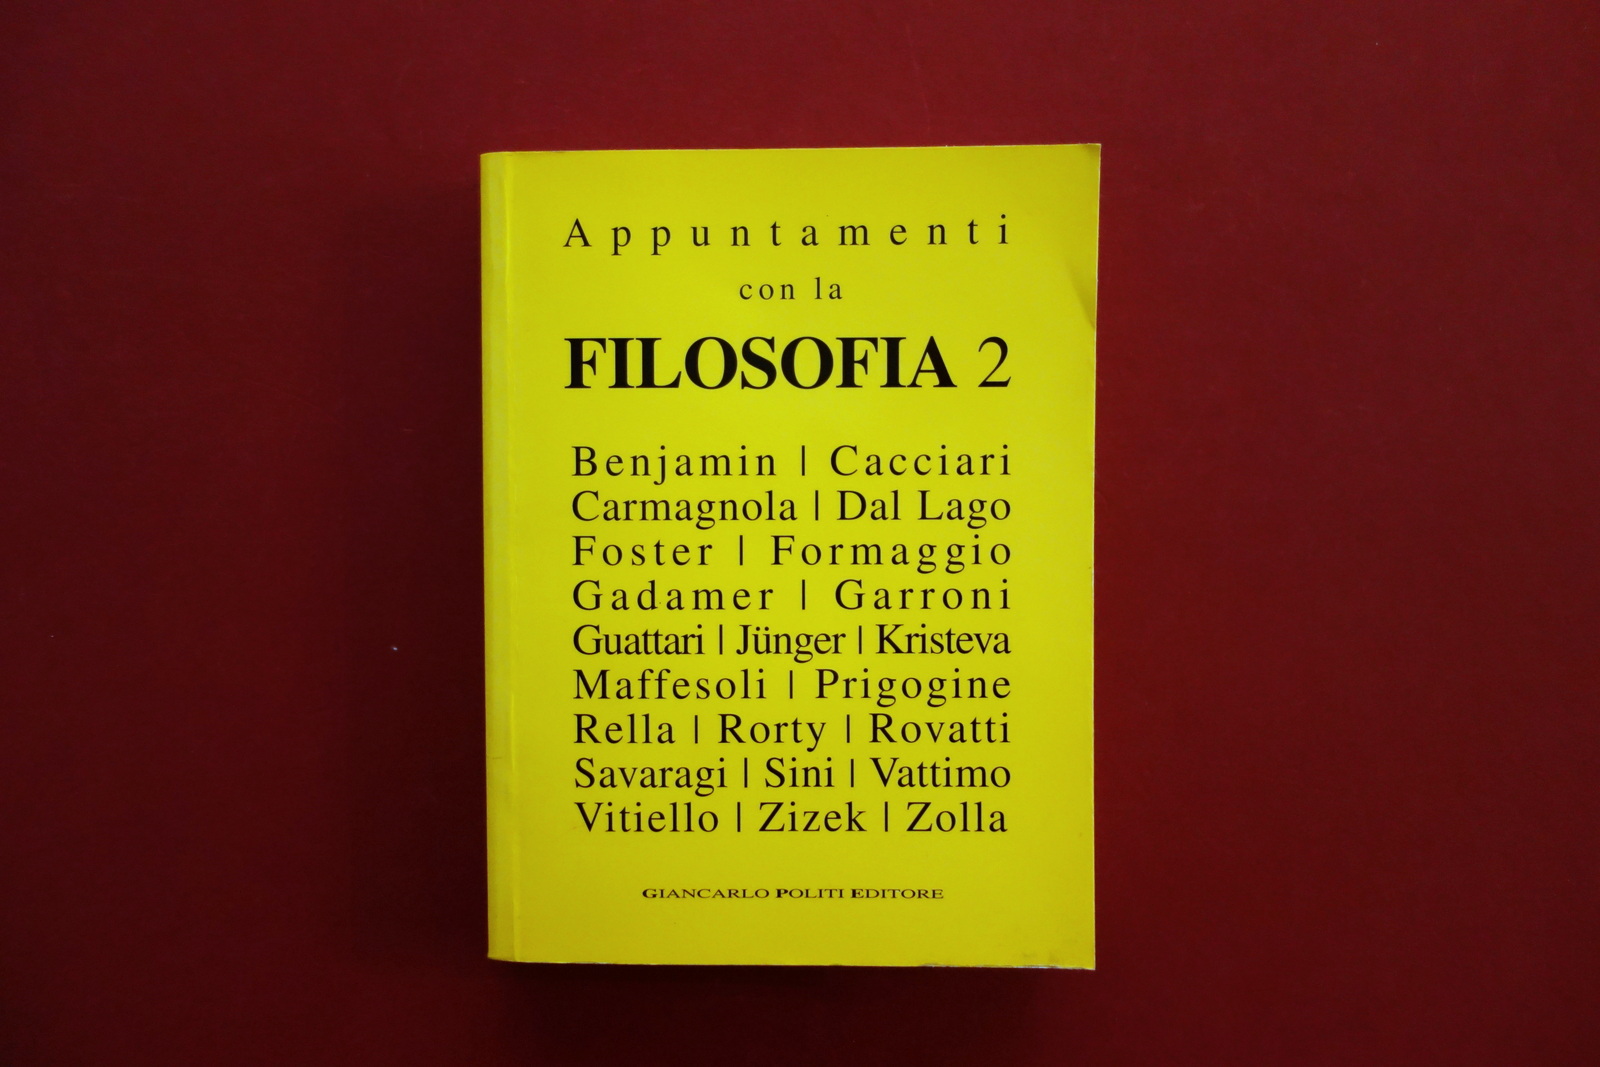 Appuntamenti
con la
FILOSOFIA 2
Benjamin | Cacciari
Carmagnola | Dal Lago
Foster | Formaggio
Gadamer | Garroni
Guattari | Jünger | Kristeva
Maffesoli | Prigogine
Rella | Rorty | Rovatti
Savaragi | Sini | Vattimo
Vitiello | Zizek | Zolla
GIANCARLO POLITI EDITORE